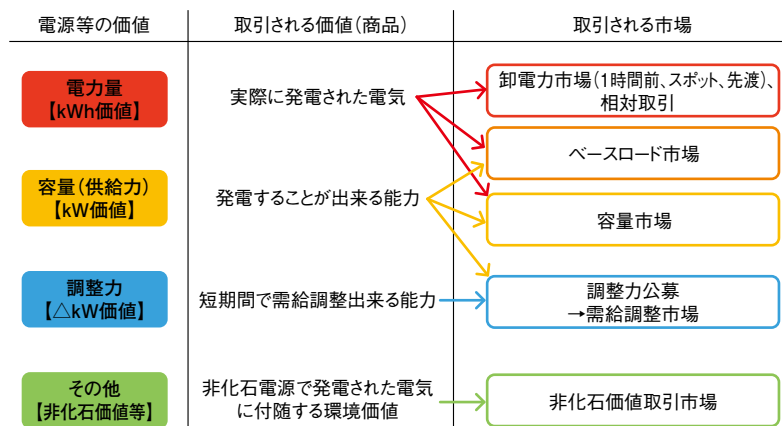 電源等の価値
取引される価値（商品）
取引される市場
電力量
【kWh価値】
実際に発電された電気
卸電力市場（1時間前、スポット、先渡）、
相対取引
ベースロード市場
容量（供給力）
【kW価値】
発電することが出来る能力
容量市場
調整力
【△kW価値】
短期間で需給調整出来る能力
調整力公募
→需給調整市場
その他
【非化石価値等】
非化石電源で発電された電気
に付随する環境価値
非化石価値取引市場